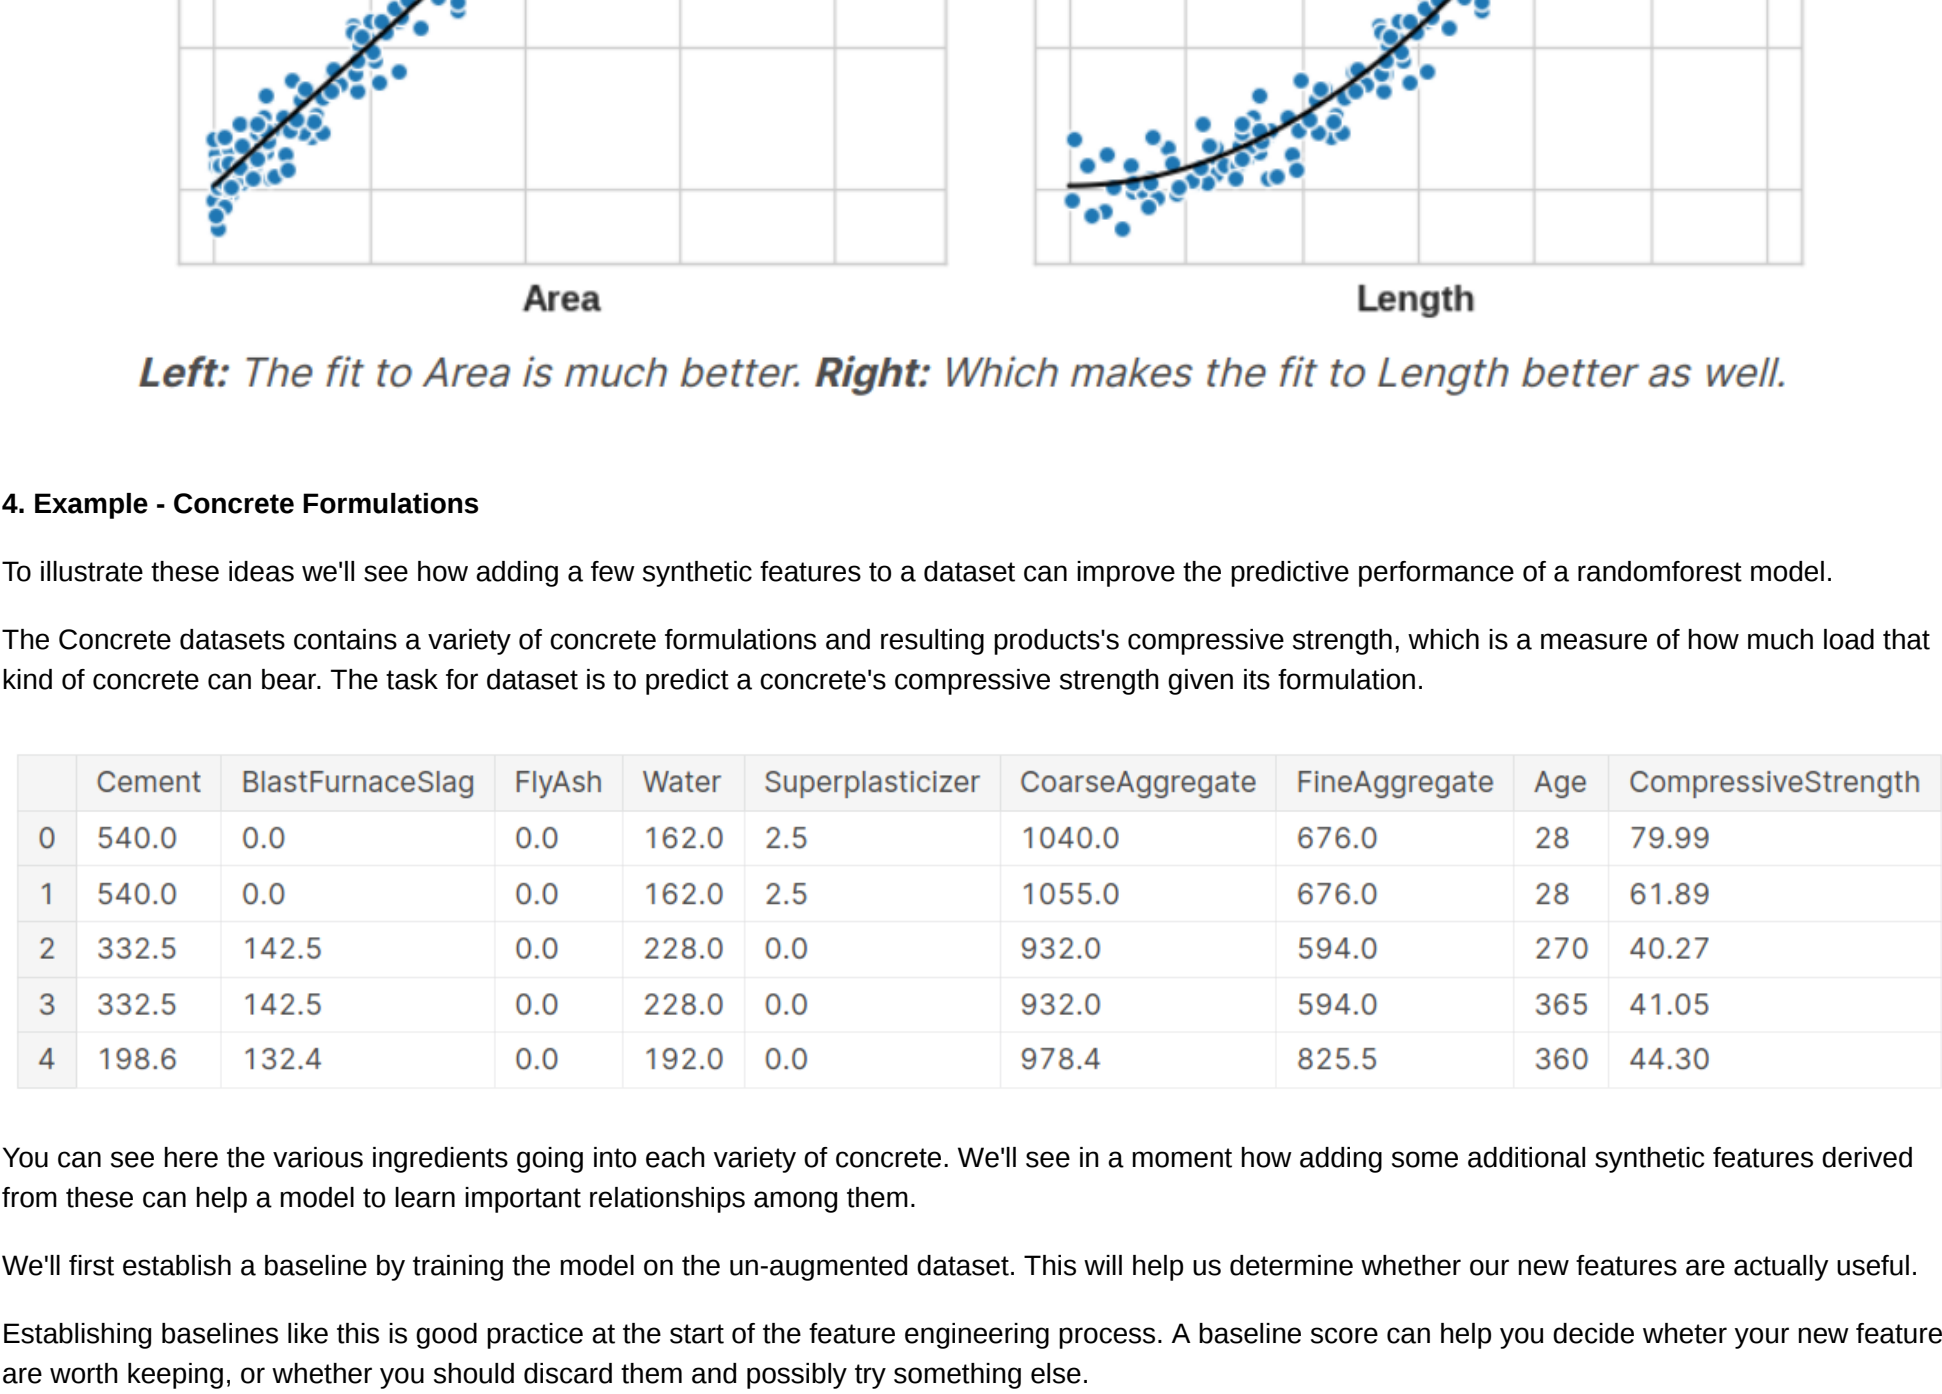 Area
Length
Left: The fit to Area is much better. Right: Which makes the fit to Length better as well.
4. Example - Concrete Formulations
To illustrate these ideas we'll see how adding a few synthetic features to a dataset can improve the predictive performance of a randomforest model.
The Concrete datasets contains a variety of concrete formulations and resulting products's compressive strength, which is a measure of how much load that
kind of concrete can bear. The task for dataset is to predict a concrete's compressive strength given its formulation.
Cement BlastFurnaceSlag FlyAsh Water Superplasticizer CoarseAggregate FineAggregate Age CompressiveStrength
0 540.0 0.0 0.0 162.0 2.5 1040.0 676.0 28 79.99
1 540.0 0.0 0.0 162.0 2.5 1055.0 676.0 28 61.89
2 332.5 142.5 0.0 228.0 0.0 932.0 594.0 270 40.27
3 332.5 142.5 0.0 228.0 0.0 932.0 594.0 365 41.05
4 198.6 132.4 0.0 192.0 0.0 978.4 825.5 360 44.30
You can see here the various ingredients going into each variety of concrete. We'll see in a moment how adding some additional synthetic features derived
from these can help a model to learn important relationships among them.
We'll first establish a baseline by training the model on the un-augmented dataset. This will help us determine whether our new features are actually useful.
Establishing baselines like this is good practice at the start of the feature engineering process. A baseline score can help you decide wheter your new feature
are worth keeping, or whether you should discard them and possibly try something else.